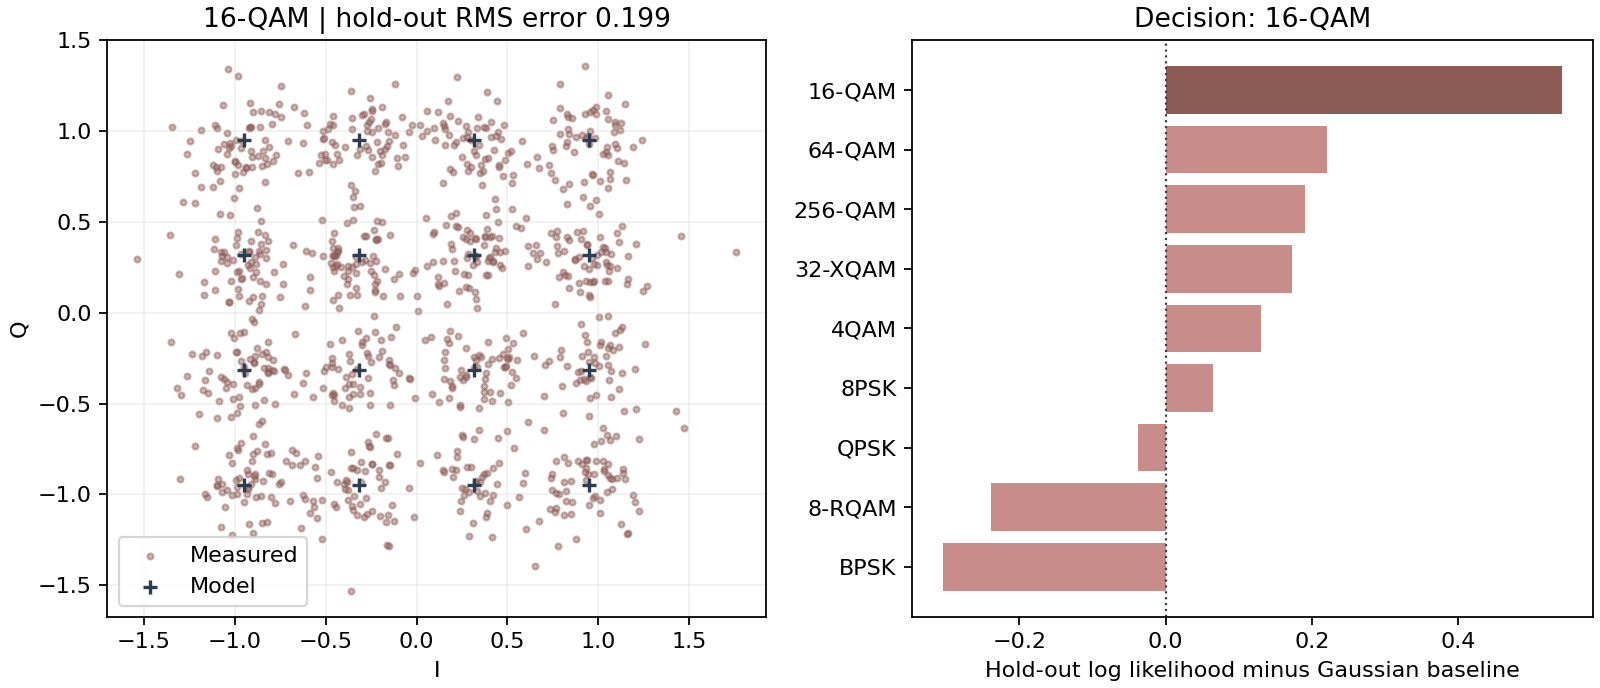 16-QAM | hold-out RMS error 0.199
1.5
1.0
0.5
0.0
−0.5
−1.0
−1.5
Q
Measured
Model
−1.5
−1.0
−0.5
0.0
0.5
1.0
1.5
I
Decision: 16-QAM
16-QAM
64-QAM
256-QAM
32-XQAM
4QAM
8PSK
QPSK
8-RQAM
BPSK
−0.2
0.0
0.2
0.4
Hold-out log likelihood minus Gaussian baseline